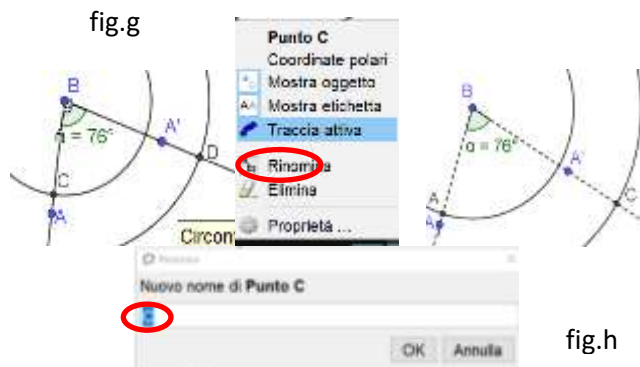 fig.g
B
A'
α = 76°
D
C
A
Circon
Punto C
Coordinate polari
Mostra oggetto
Mostra etichetta
Traccia attiva
Rinomina
Elimina
Proprietà ...
B
α = 76°
A'
A
C
A
Nuovo nome di Punto C
OK Annulla
fig.h